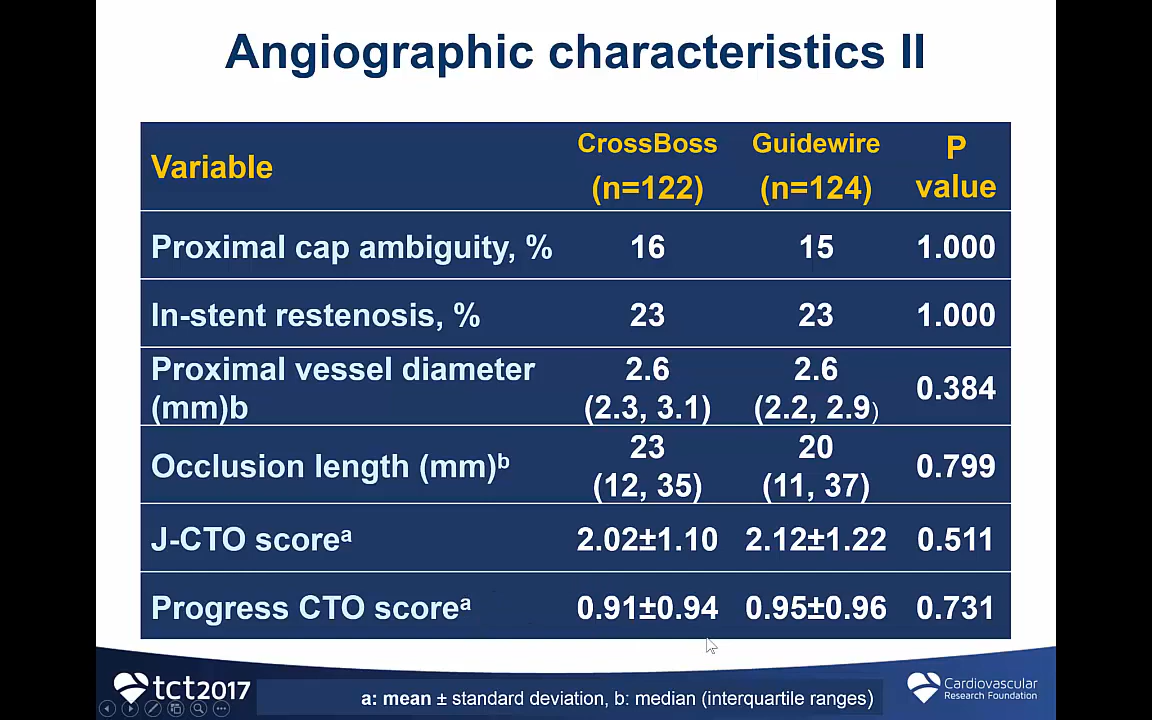 Angiographic characteristics II
Variable
CrossBoss
(n=122)
Guidewire
(n=124)
P
value
Proximal cap ambiguity, % 16 15 1.000
In-stent restenosis, % 23 23 1.000
Proximal vessel diameter
(mm)b
2.6
(2.3, 3.1)
2.6
(2.2, 2.9)
0.384
Occlusion length (mm)ᵇ
23
(12, 35)
20
(11, 37)
0.799
J-CTO scoreᵃ 2.02±1.10 2.12±1.22 0.511
Progress CTO scoreᵃ 0.91±0.94 0.95±0.96 0.731
tct2017
a: mean ± standard deviation, b: median (interquartile ranges)
Cardiovascular
Research Foundation